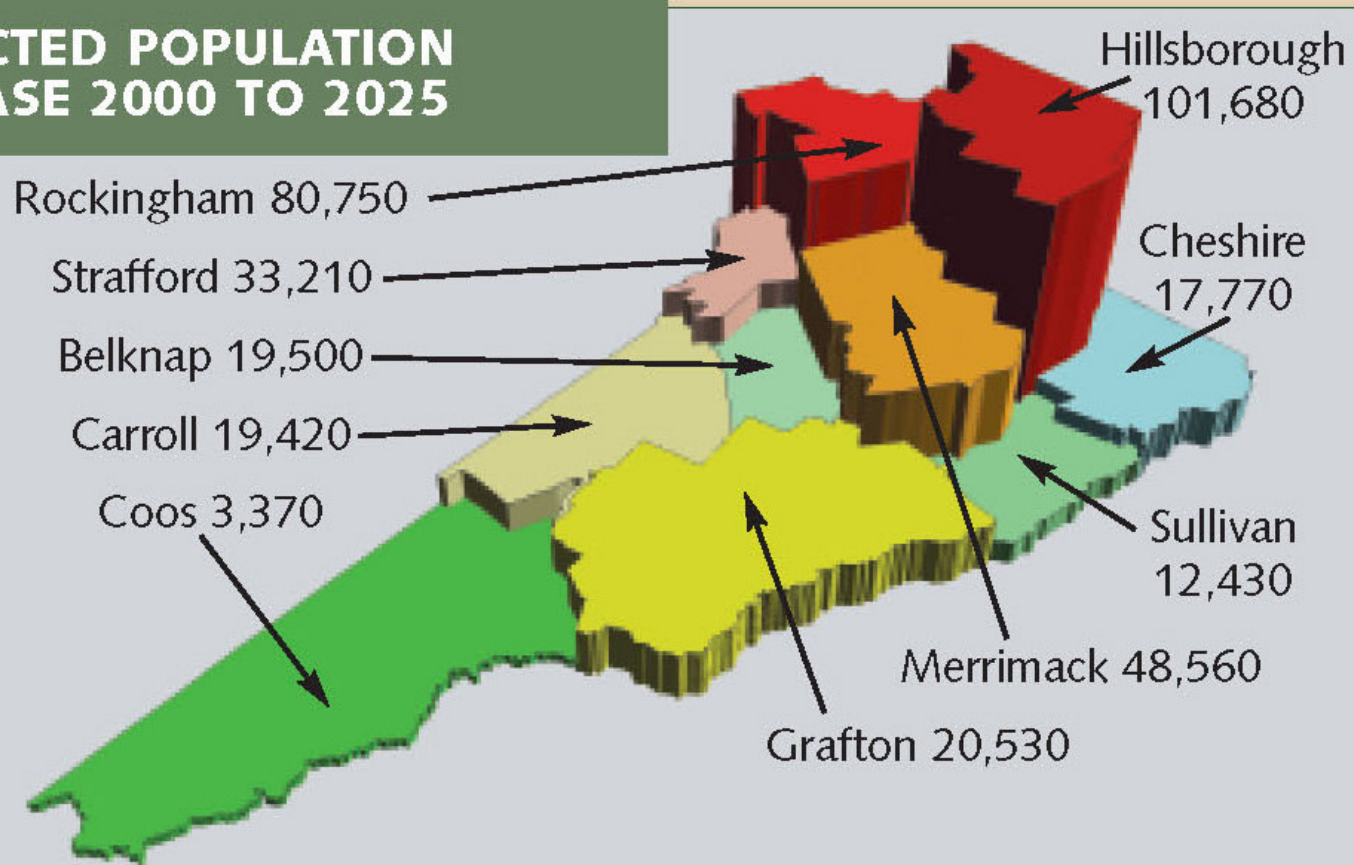 CTED POPULATION
ASE 2000 TO 2025
Hillsborough
101,680
Rockingham 80,750
Strafford 33,210
Cheshire
17,770
Belknap 19,500
Carroll 19,420
Coos 3,370
Sullivan
12,430
Merrimack 48,560
Grafton 20,530